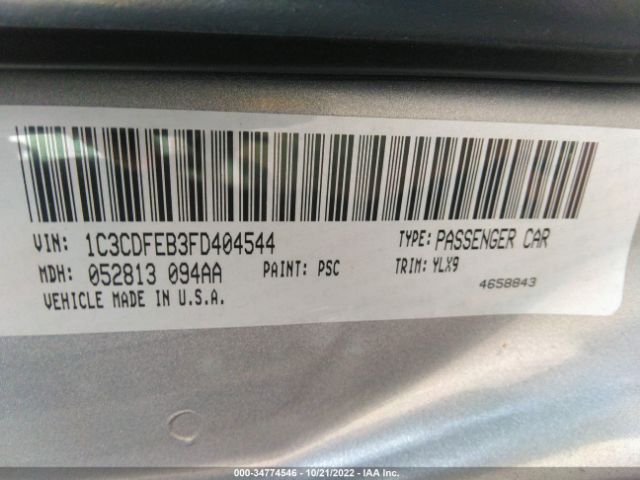 VIN: 1C3CDFEB3FD404544 TYPE: PASSENGER CAR
MDH: 052813 094AA PAINT: PSC TRIM: YLX9
VEHICLE MADE IN U.S.A. 4658843
000-34774546 - 10/21/2022 - IAA Inc.